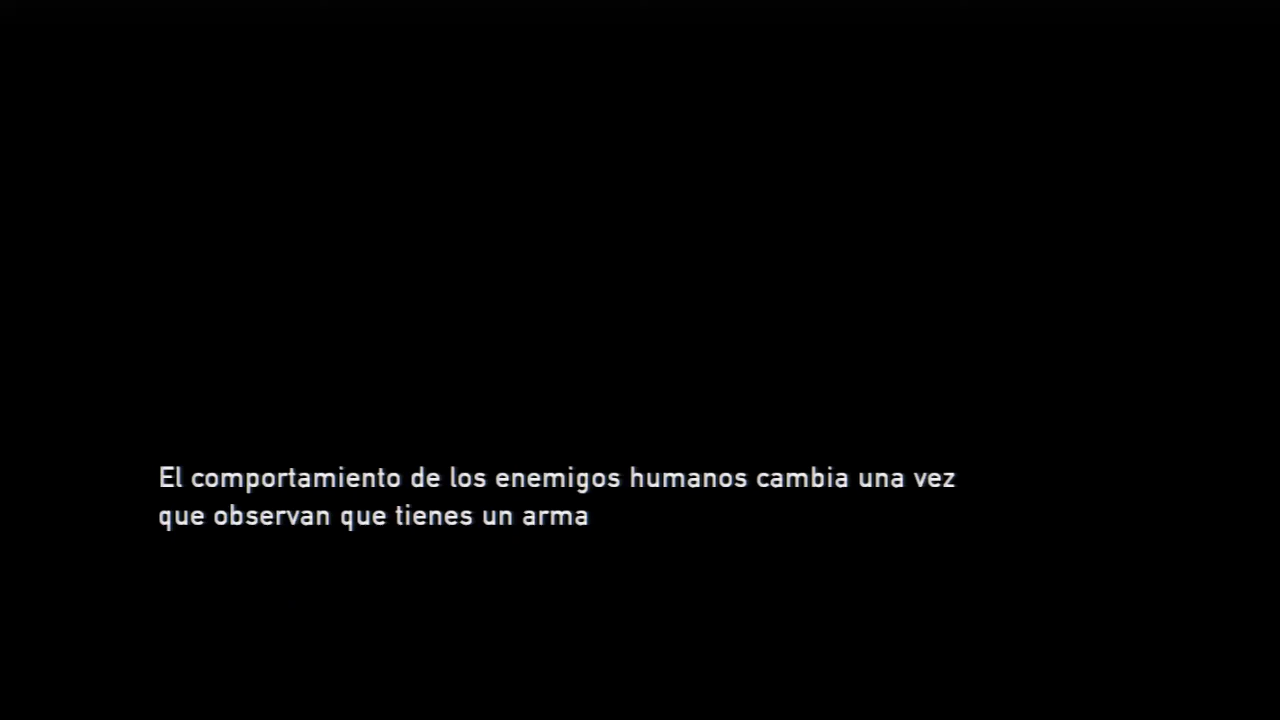 El comportamiento de los enemigos humanos cambia una vez
que observan que tienes un arma